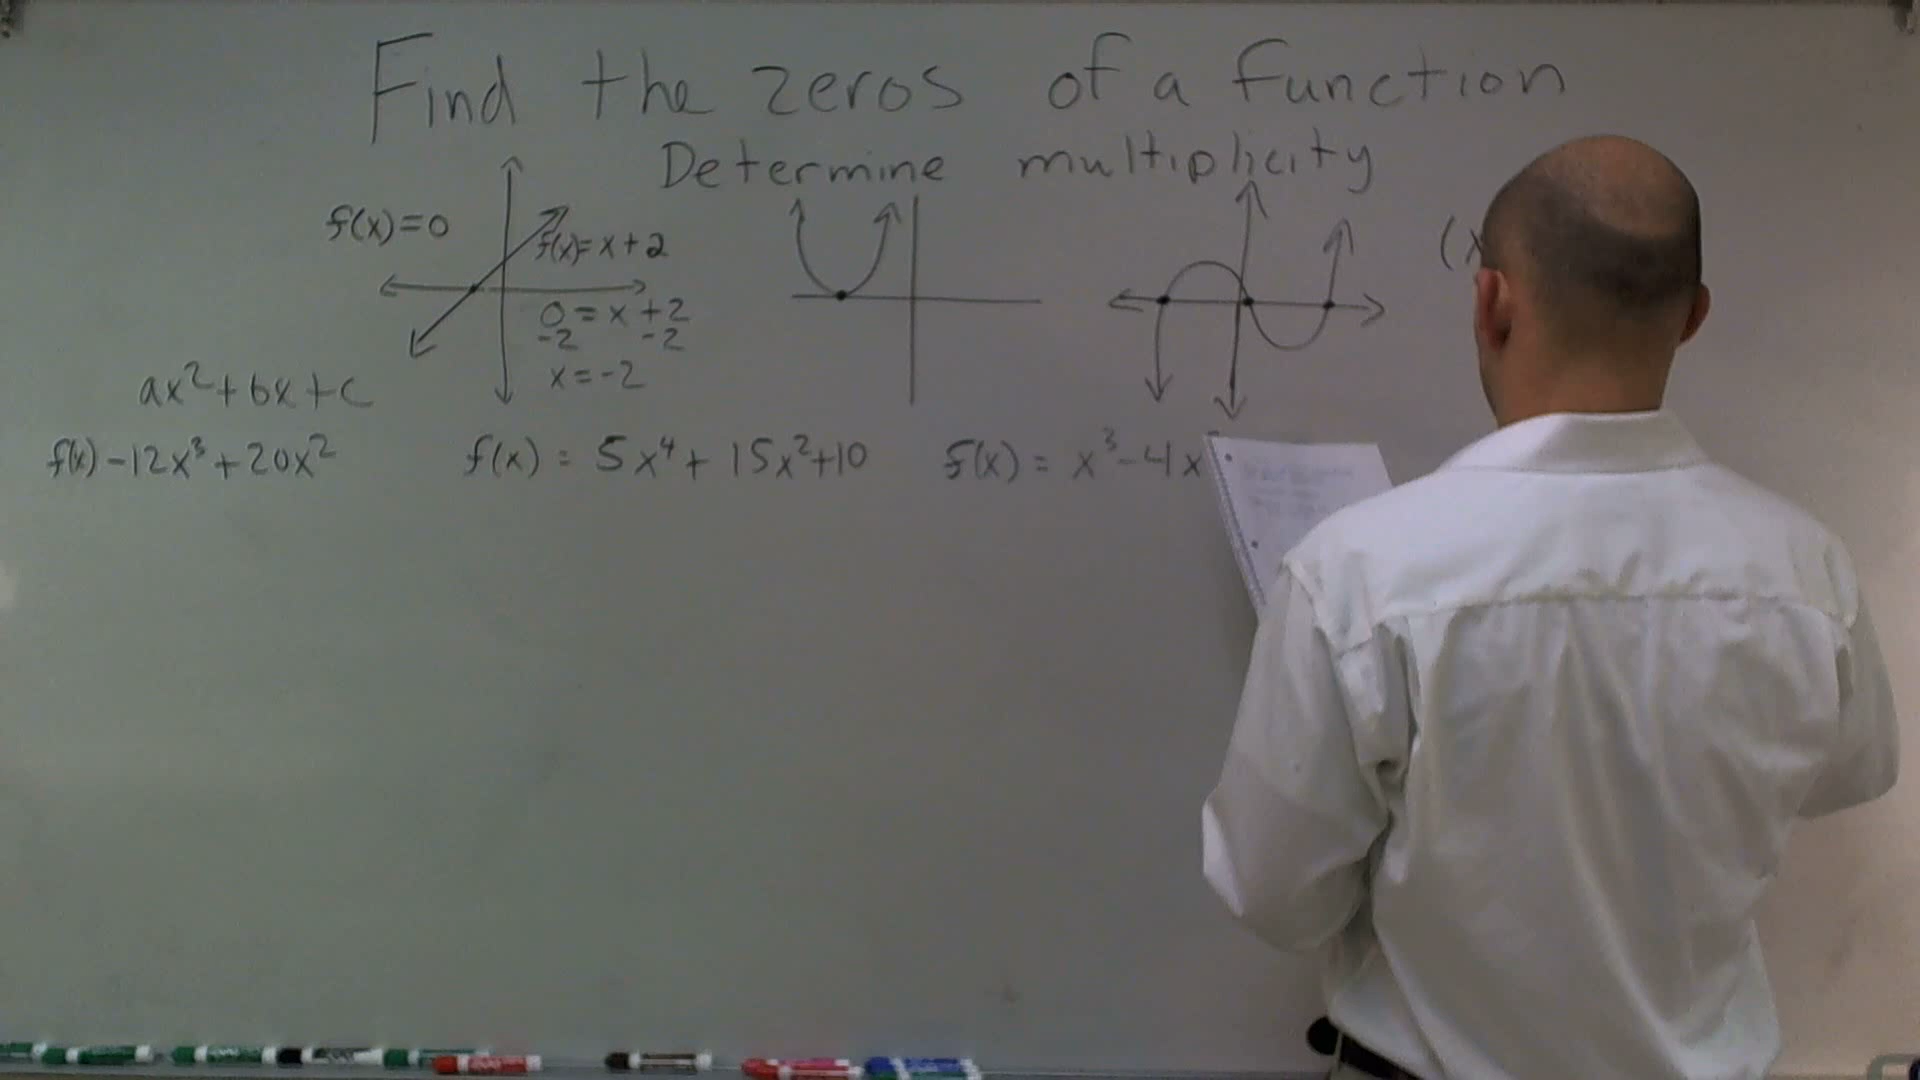 Find the zeros of a function
Determine multiplicity
f(x)=0
f(x)=x+2
0=x+2
-2 -2
x=-2
(x
ax²+bx+c
f(x)-12x³+20x²
f(x) = 5x⁴+15x²+10
f(x) = x³-4x